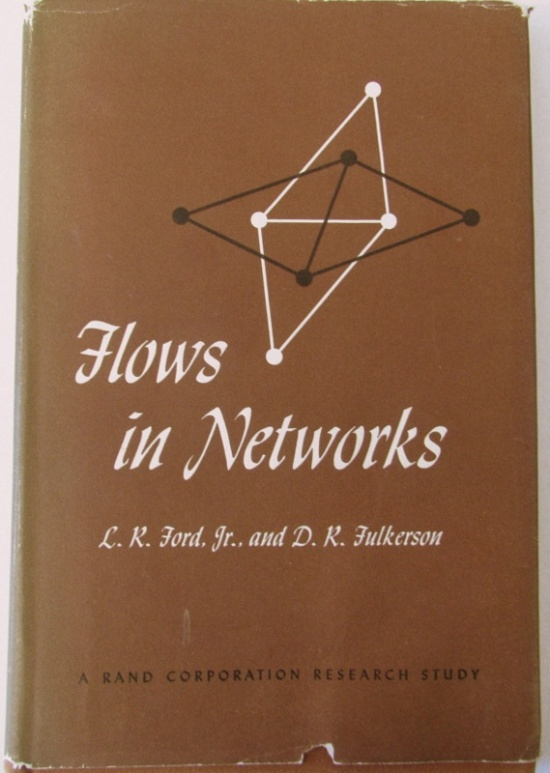 Flows
in Networks
L. R. Ford, Jr., and D. R. Fulkerson
A RAND CORPORATION RESEARCH STUDY